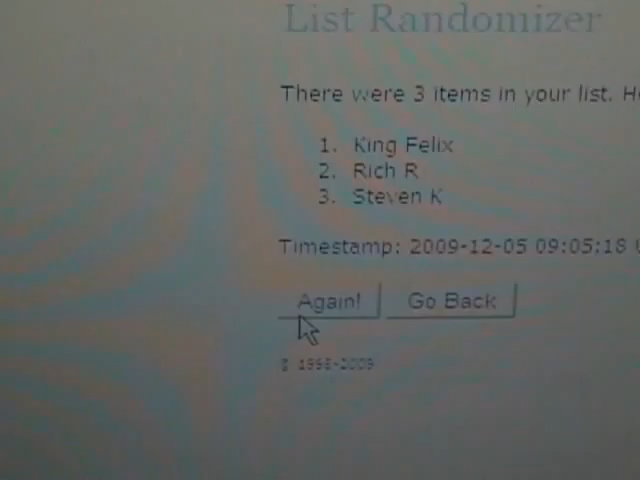 List Randomizer
There were 3 items in your list. H
1. King Felix
2. Rich R
3. Steven K
Timestamp: 2009-12-05 09:05:18 U
Again! Go Back
© 1998-2009